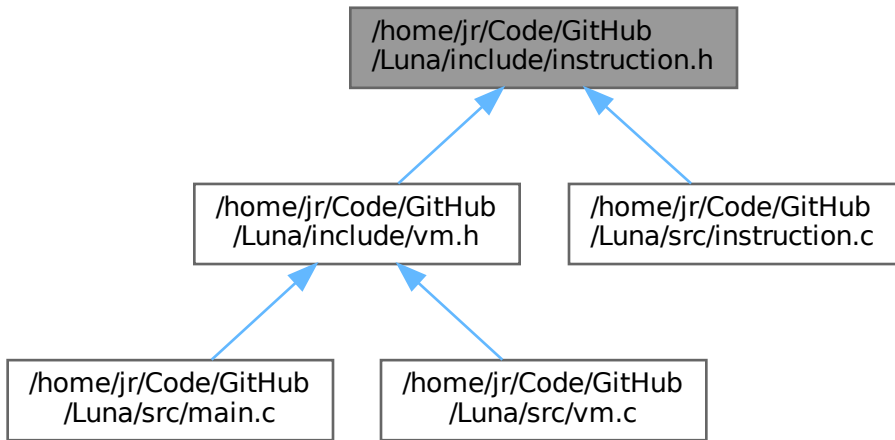 /home/jr/Code/GitHub
/Luna/include/instruction.h
/home/jr/Code/GitHub
/Luna/include/vm.h
/home/jr/Code/GitHub
/Luna/src/instruction.c
/home/jr/Code/GitHub
/Luna/src/main.c
/home/jr/Code/GitHub
/Luna/src/vm.c